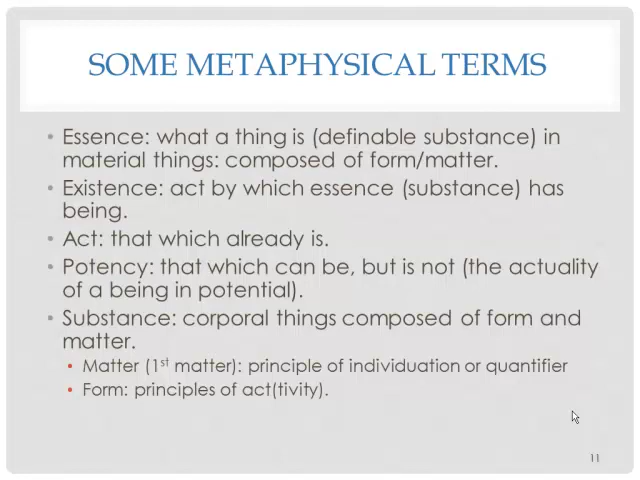 SOME METAPHYSICAL TERMS
• Essence: what a thing is (definable substance) in
material things: composed of form/matter.
• Existence: act by which essence (substance) has
being.
• Act: that which already is.
• Potency: that which can be, but is not (the actuality
of a being in potential).
• Substance: corporal things composed of form and
matter.
• Matter (1st matter): principle of individuation or quantifier
• Form: principles of act(tivity).
11